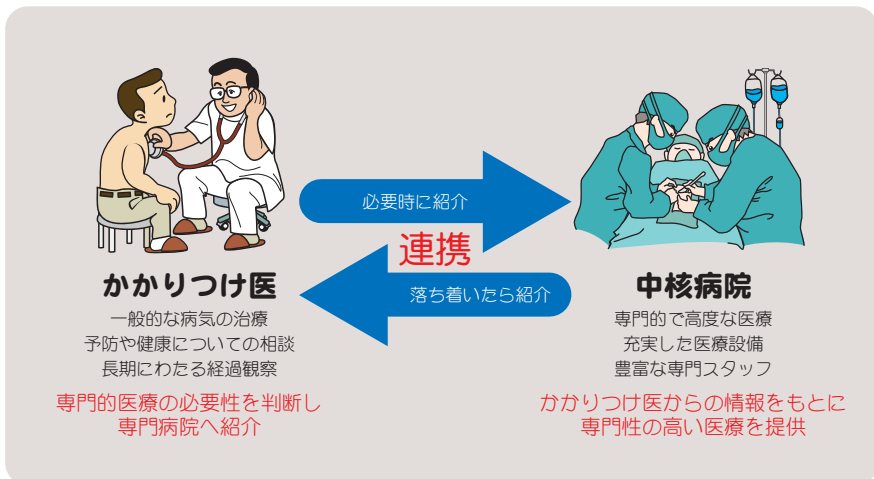 必要時に紹介
連携
落ち着いたら紹介
かかりつけ医
一般的な病気の治療
予防や健康についての相談
長期にわたる経過観察
専門的医療の必要性を判断し
専門病院へ紹介
中核病院
専門的で高度な医療
充実した医療設備
豊富な専門スタッフ
かかりつけ医からの情報をもとに
専門性の高い医療を提供